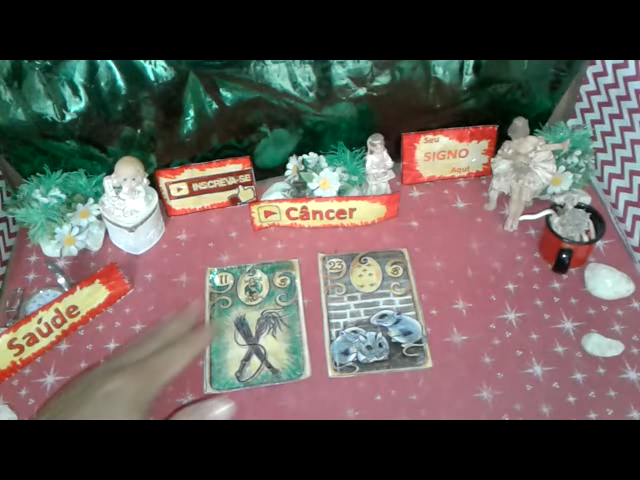 Seu
SIGNO
Aqui
INSCREVA-SE
Câncer
Saúde
11
23